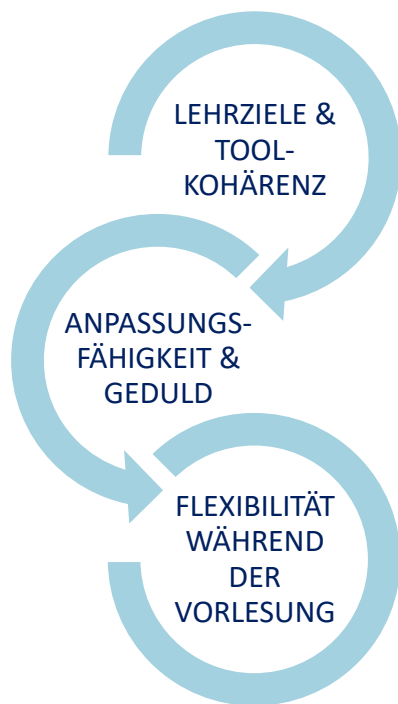 LEHRZIELE &
TOOL-
KOHÄRENZ
ANPASSUNGS-
FÄHIGKEIT &
GEDULD
FLEXIBILITÄT
WÄHREND
DER
VORLESUNG